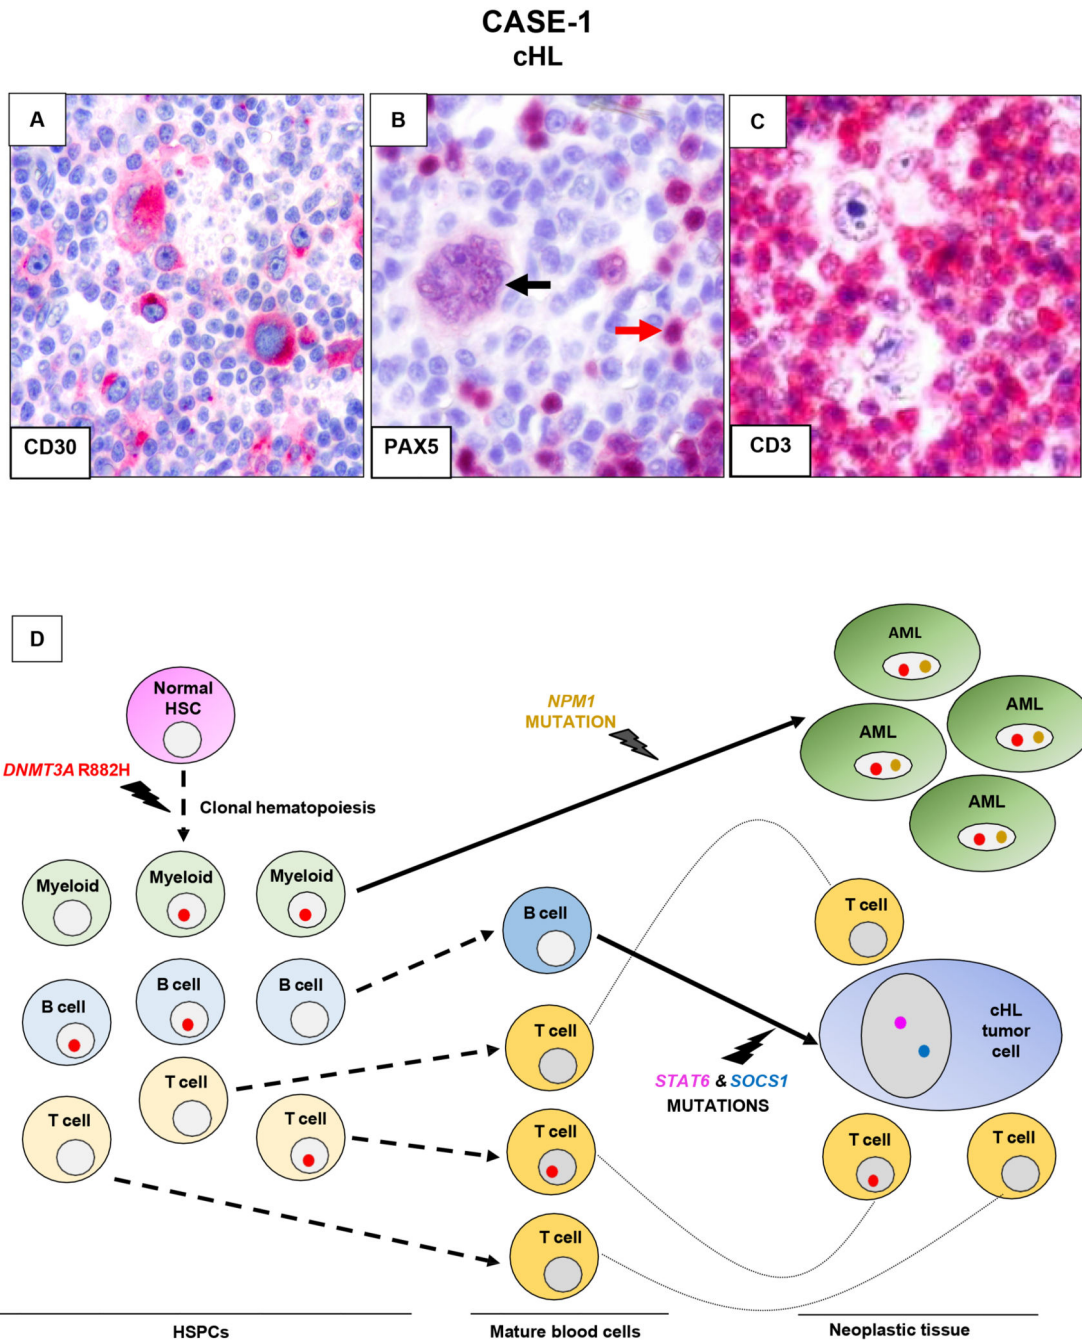 CASE-1
cHL
A
B
C
CD30
PAX5
CD3
D
Normal
HSC
DNMT3A R882H
Clonal hematopoiesis
NPM1
MUTATION
AML
AML
AML
AML
Myeloid
Myeloid
Myeloid
B cell
B cell
B cell
T cell
T cell
T cell
B cell
T cell
T cell
T cell
STAT6 & SOCS1
MUTATIONS
T cell
cHL
tumor
cell
T cell
T cell
HSPCs
Mature blood cells
Neoplastic tissue